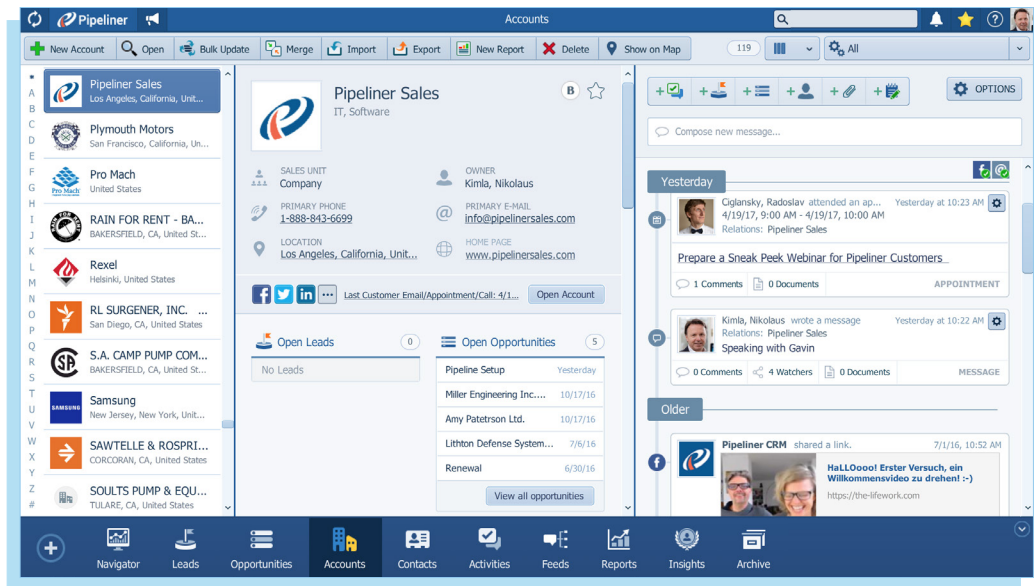 Pipeliner
Accounts
New Account
Open
Bulk Update
Merge
Import
Export
New Report
Delete
Show on Map
119
All
A
B
C
D
E
F
G
H
I
J
K
L
M
N
O
P
Q
R
S
T
U
V
W
X
Y
Z
#
Pipeliner Sales
Los Angeles, California, Unit...
Plymouth Motors
San Francisco, California, Un...
Pro Mach
Pro Mach
United States
RAIN FOR RENT - BA...
BAKERSFIELD, CA, United St...
Rexel
Helsinki, United States
RL SURGENER, INC. ...
San Diego, CA, United States
S.A. CAMP PUMP COM...
BAKERSFIELD, CA, United St...
SAMSUNG
Samsung
New Jersey, New York, Unit...
SAWTELLE & ROSPRI...
CORCORAN, CA, United States
SOULTS PUMP & EQU...
TULARE, CA, United States
Pipeliner Sales
IT, Software
B
SALES UNIT
Company
OWNER
Kimla, Nikolaus
PRIMARY PHONE
1-888-843-6699
PRIMARY E-MAIL
info@pipelinersales.com
LOCATION
Los Angeles, California, Unit...
HOME PAGE
www.pipelinersales.com
Last Customer Email/Appointment/Call: 4/1...
Open Account
Open Leads
0
No Leads
Open Opportunities
5
Pipeline Setup
Yesterday
Miller Engineering Inc....
10/17/16
Amy Patetrson Ltd.
10/17/16
Lithton Defense System...
7/6/16
Renewal
6/30/16
View all opportunities
OPTIONS
Compose new message...
Yesterday
Ciglansky, Radoslav attended an ap...
Yesterday at 10:23 AM
4/19/17, 9:00 AM - 4/19/17, 10:00 AM
Relations: Pipeliner Sales
Prepare a Sneak Peek Webinar for Pipeliner Customers
1 Comments
0 Documents
APPOINTMENT
Kimla, Nikolaus wrote a message
Yesterday at 10:22 AM
Relations: Pipeliner Sales
Speaking with Gavin
0 Comments
4 Watchers
0 Documents
MESSAGE
Older
Pipeliner CRM shared a link.
7/1/16, 10:52 AM
HaLLOooo! Erster Versuch, ein
Willkommensvideo zu drehen! :-)
https://the-lifework.com
Navigator
Leads
Opportunities
Accounts
Contacts
Activities
Feeds
Reports
Insights
Archive